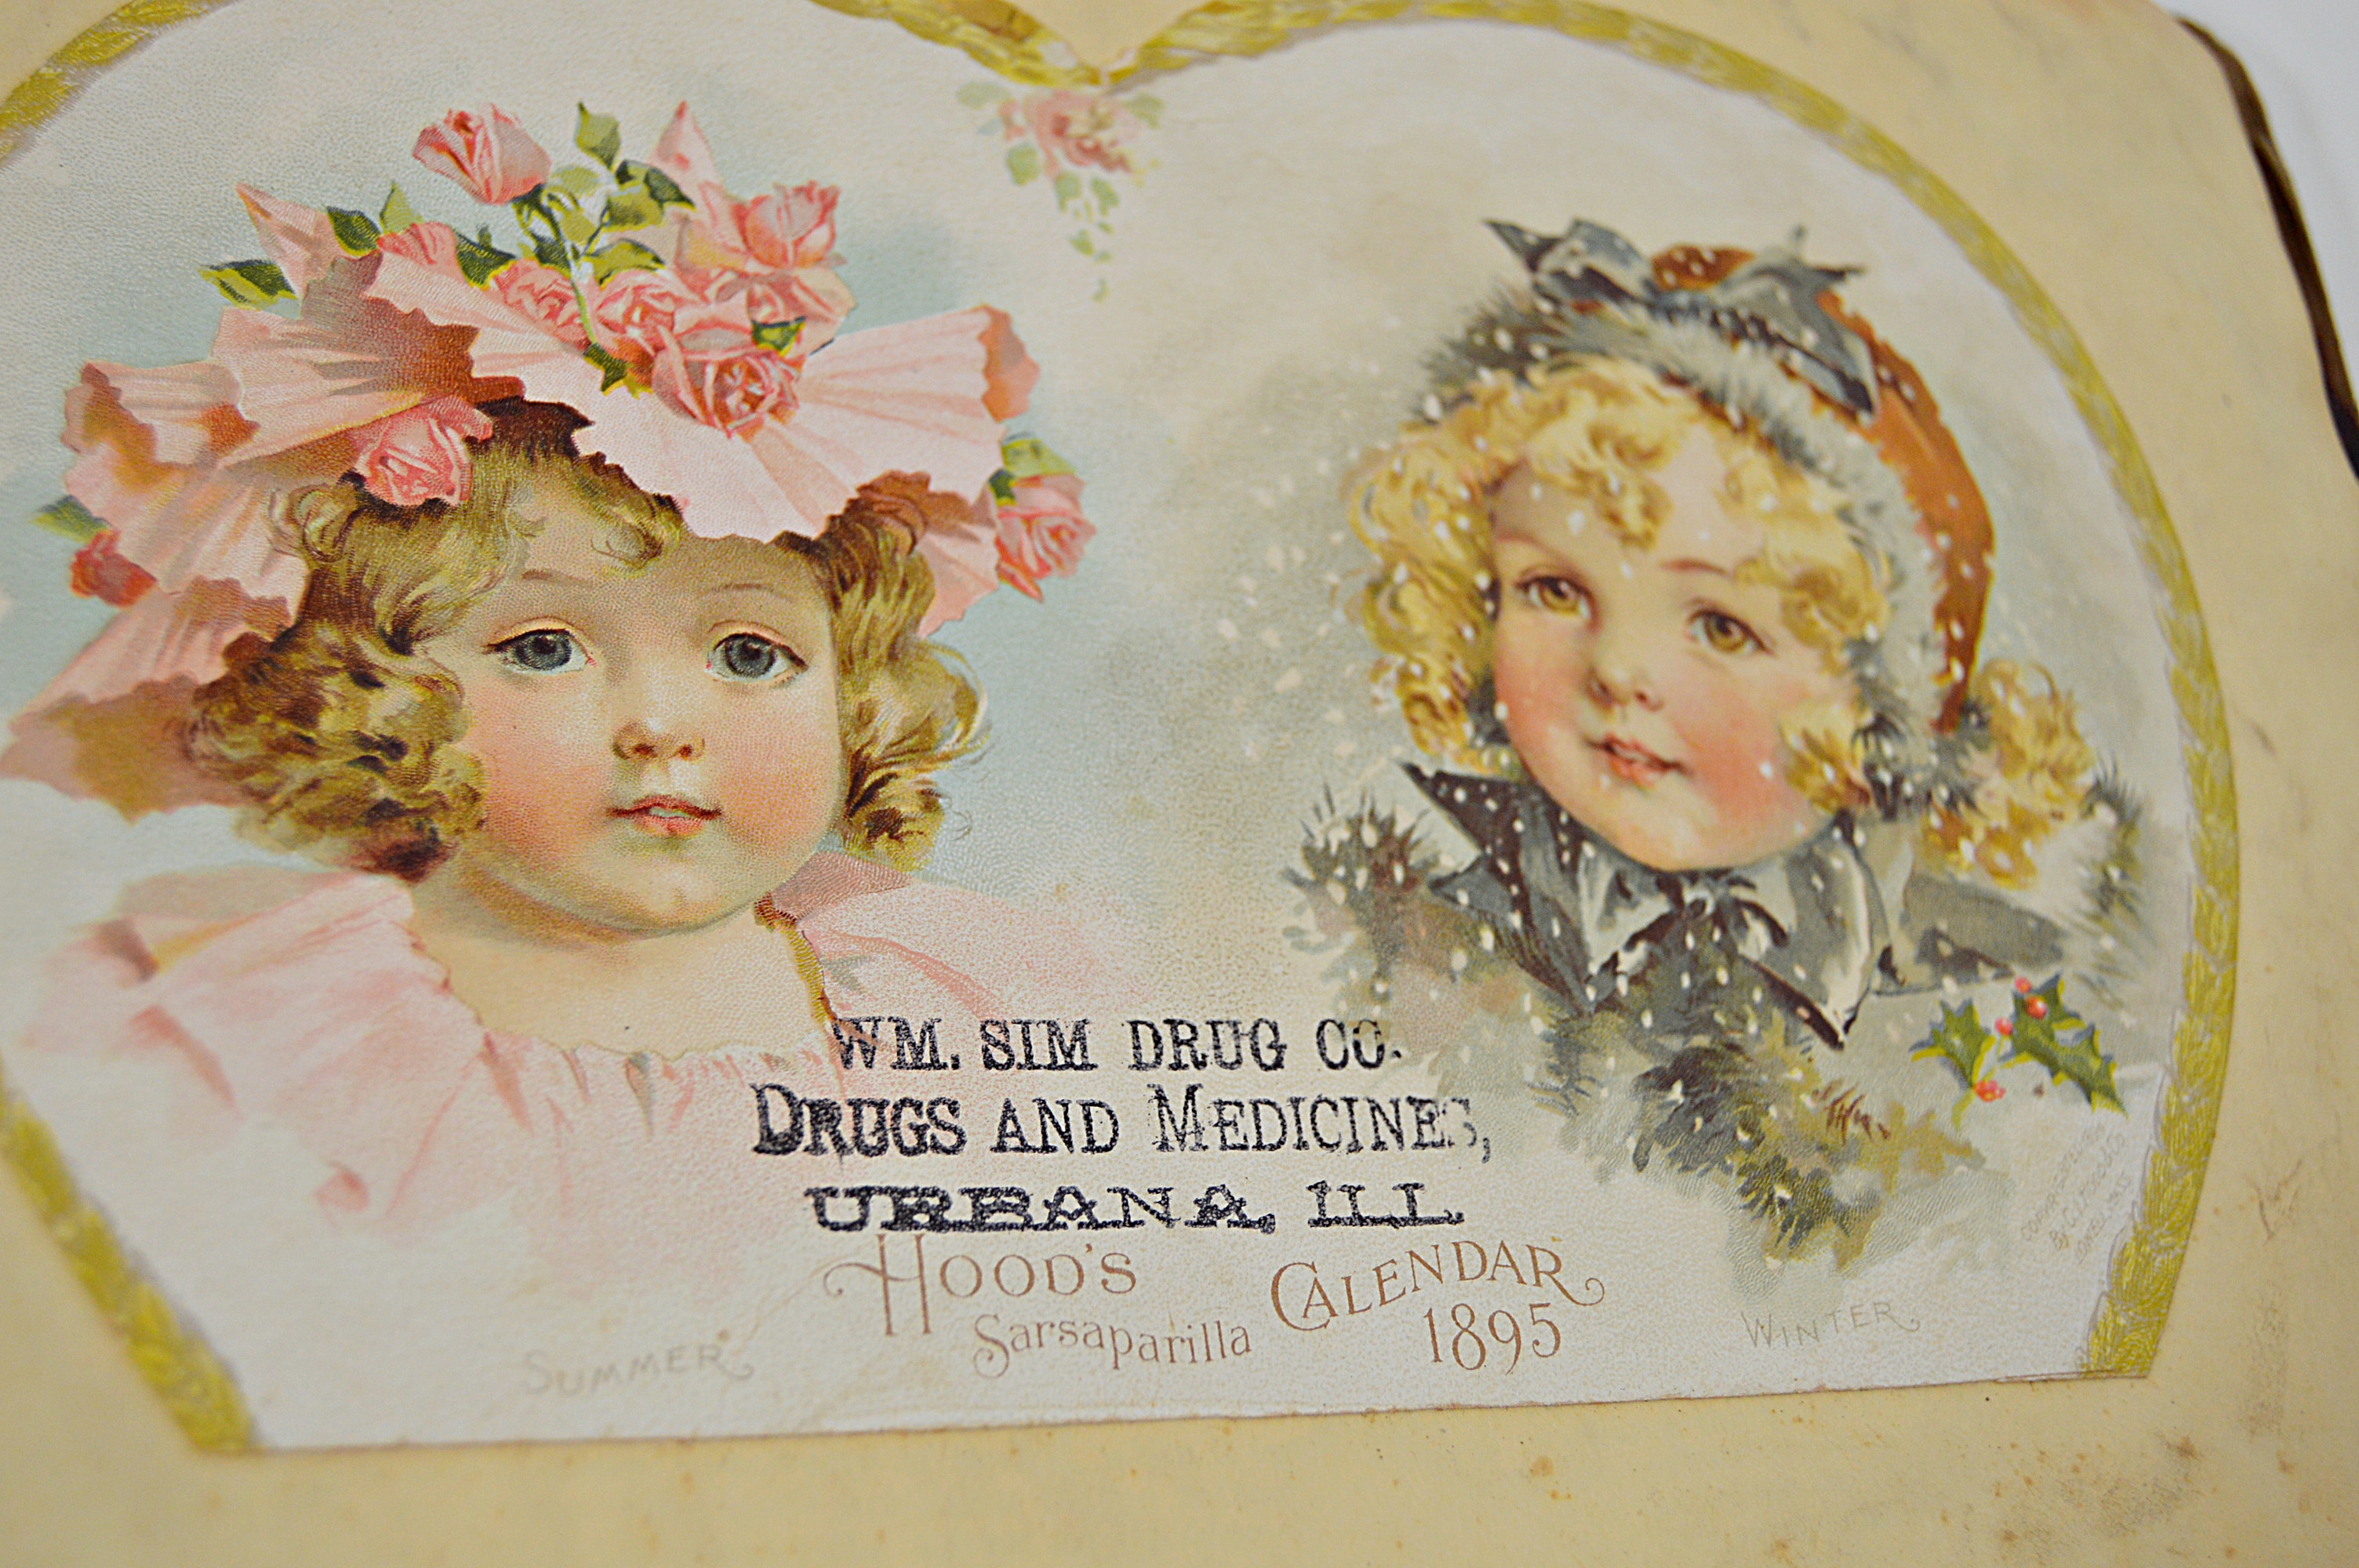 WM. SIM DRUG CO.
DRUGS AND MEDICINES,
URBANA, ILL.
HOOD'S
Sarsaparilla
CALENDAR
1895
SUMMER
WINTER